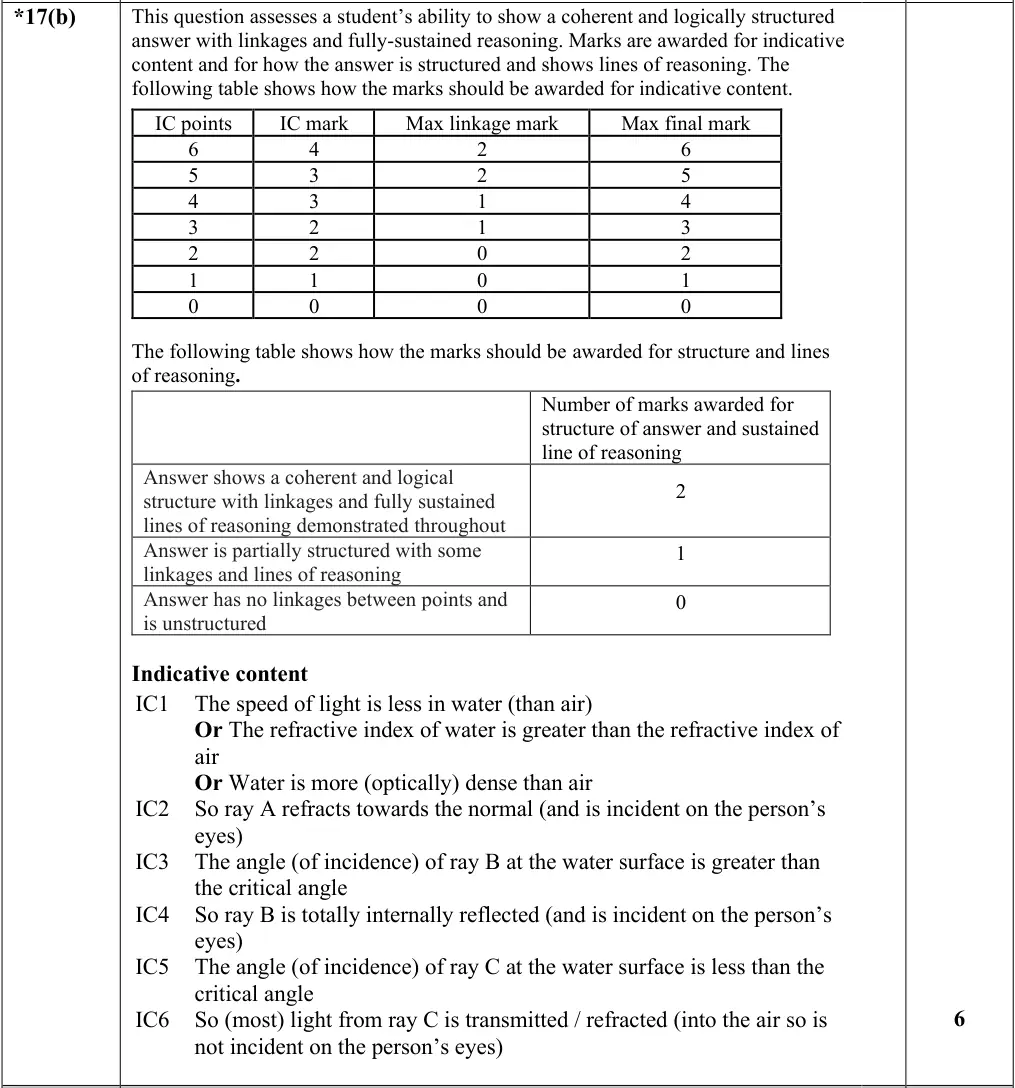 *17(b)
This question assesses a student’s ability to show a coherent and logically structured
answer with linkages and fully-sustained reasoning. Marks are awarded for indicative
content and for how the answer is structured and shows lines of reasoning. The
following table shows how the marks should be awarded for indicative content.
IC points IC mark Max linkage mark Max final mark
6 4 2 6
5 3 2 5
4 3 1 4
3 2 1 3
2 2 0 2
1 1 0 1
0 0 0 0
The following table shows how the marks should be awarded for structure and lines
of reasoning.
Number of marks awarded for
structure of answer and sustained
line of reasoning
Answer shows a coherent and logical
structure with linkages and fully sustained
lines of reasoning demonstrated throughout
2
Answer is partially structured with some
linkages and lines of reasoning
1
Answer has no linkages between points and
is unstructured
0
Indicative content
IC1 The speed of light is less in water (than air)
Or The refractive index of water is greater than the refractive index of
air
Or Water is more (optically) dense than air
IC2 So ray A refracts towards the normal (and is incident on the person’s
eyes)
IC3 The angle (of incidence) of ray B at the water surface is greater than
the critical angle
IC4 So ray B is totally internally reflected (and is incident on the person’s
eyes)
IC5 The angle (of incidence) of ray C at the water surface is less than the
critical angle
IC6 So (most) light from ray C is transmitted / refracted (into the air so is
not incident on the person’s eyes)
6